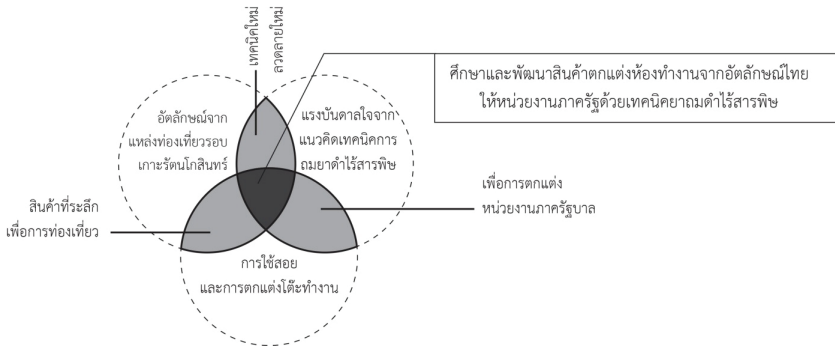 เทคนิคใหม่
ลวดลายใหม่
ศึกษาและพัฒนาสินค้าตกแต่งห้องทำงานจากอัตลักษณ์ไทย
ให้หน่วยงานภาครัฐด้วยเทคนิคยาถมดำไร้สารพิษ
อัตลักษณ์จาก
แหล่งท่องเที่ยวรอบ
เกาะรัตนโกสินทร์
แรงบันดาลใจจาก
แนวคิดเทคนิคการ
ถมยาดำไร้สารพิษ
สินค้าที่ระลึก
เพื่อการท่องเที่ยว
เพื่อการตกแต่ง
หน่วยงานภาครัฐบาล
การใช้สอย
และการตกแต่งโต๊ะทำงาน